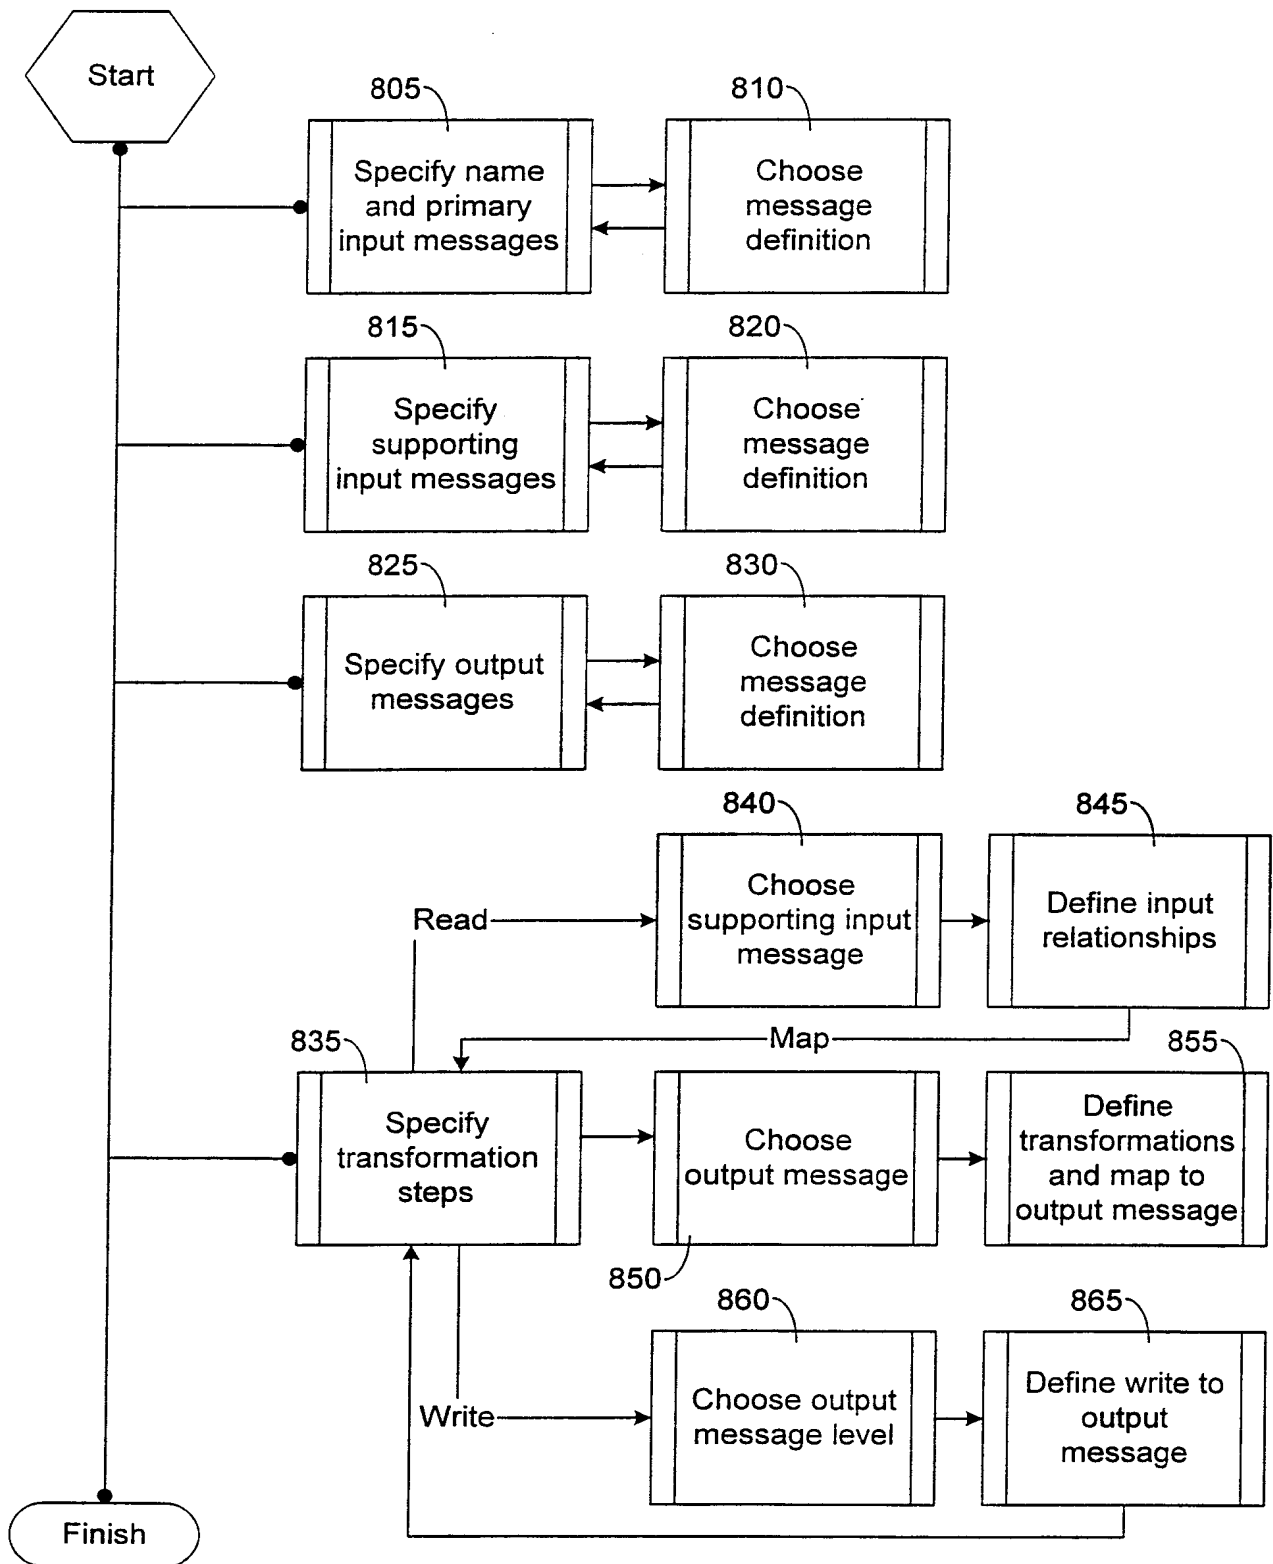 Start
805
Specify name
and primary
input messages
810
Choose
message
definition
815
Specify
supporting
input messages
820
Choose
message
definition
825
Specify output
messages
830
Choose
message
definition
840
Choose
supporting input
message
845
Define input
relationships
Read
Map
835
Specify
transformation
steps
Choose
output message
850
855
Define
transformations
and map to
output message
Write
860
Choose output
message level
865
Define write to
output
message
Finish